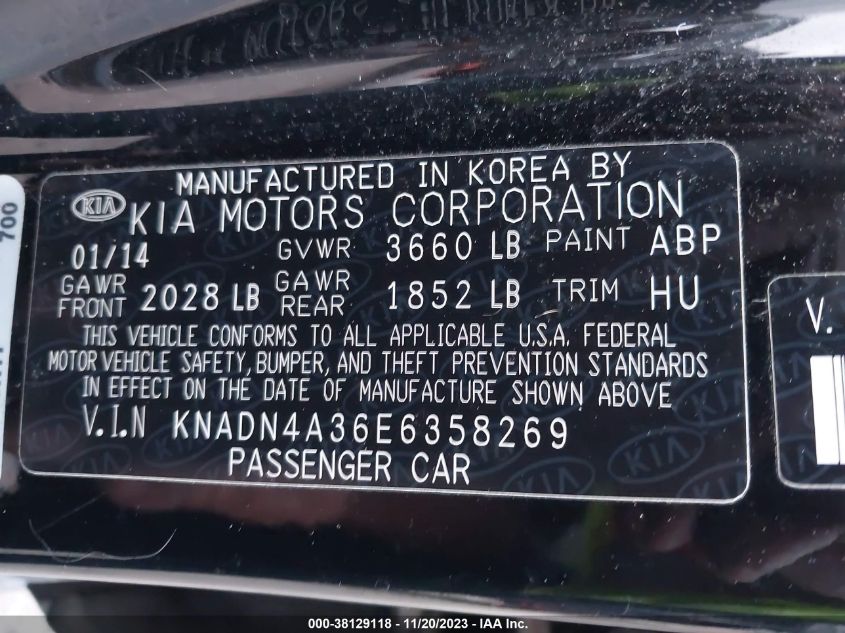 MANUFACTURED IN KOREA BY
KIA KIA MOTORS CORPORATION
01/14 GVWR 3660 LB PAINT ABP
GAWR FRONT 2028 LB GAWR REAR 1852 LB TRIM HU
THIS VEHICLE CONFORMS TO ALL APPLICABLE U.S.A. FEDERAL
MOTOR VEHICLE SAFETY, BUMPER, AND THEFT PREVENTION STANDARDS
IN EFFECT ON THE DATE OF MANUFACTURE SHOWN ABOVE
V.I.N KNADN4A36E6358269
PASSENGER CAR
700
V.
000-38129118 - 11/20/2023 - IAA Inc.